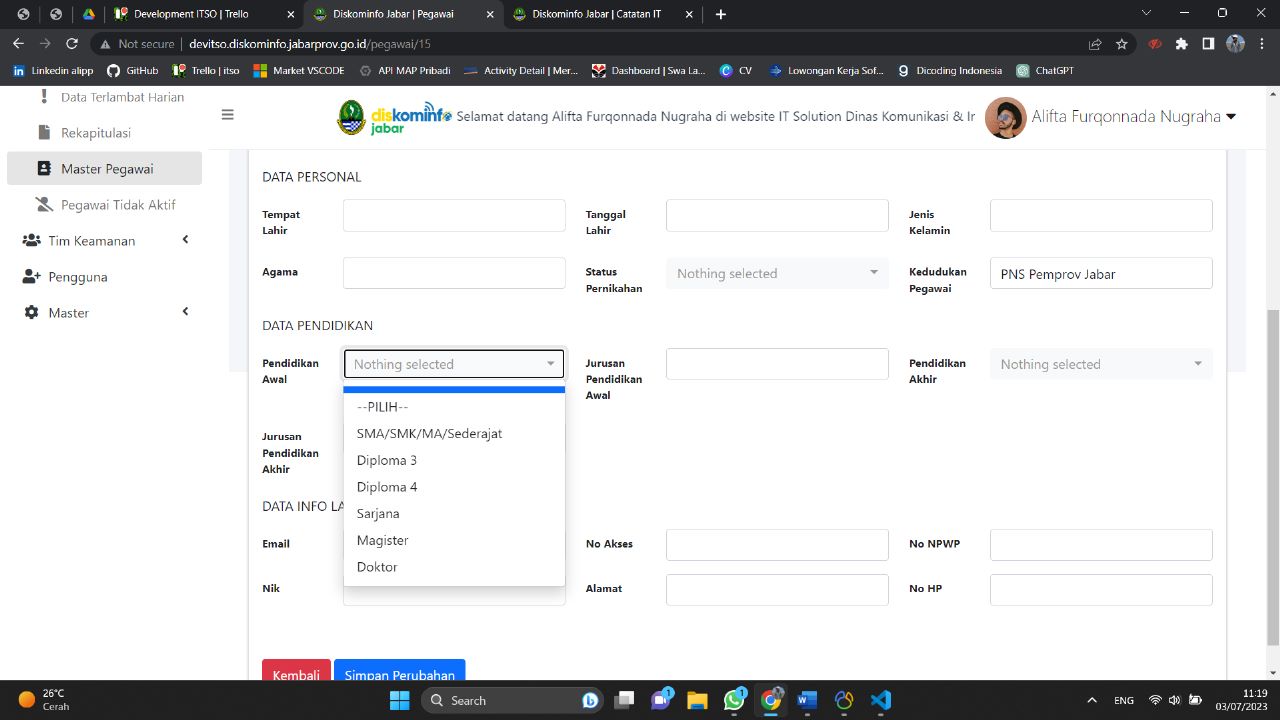 Development ITSO | Trello
Diskominfo Jabar | Pegawai
Diskominfo Jabar | Catatan IT
Not secure | devitso.diskominfo.jabarprov.go.id/pegawai/15
Linkedin alipp
GitHub
Trello | itso
Market VSCODE
API MAP Pribadi
Activity Detail | Mer...
Dashboard | Swa La...
CV
Lowongan Kerja Sof...
Dicoding Indonesia
ChatGPT
Data Terlambat Harian
Rekapitulasi
Master Pegawai
Pegawai Tidak Aktif
Tim Keamanan
Pengguna
Master
diskominfo
jabar
Selamat datang Alifta Furqonnada Nugraha di website IT Solution Dinas Komunikasi & Ir
Alifta Furqonnada Nugraha
DATA PERSONAL
Tempat
Lahir
Tanggal
Lahir
Jenis
Kelamin
Agama
Status
Pernikahan
Nothing selected
Kedudukan
Pegawai
PNS Pemprov Jabar
DATA PENDIDIKAN
Pendidikan
Awal
Nothing selected
Jurusan
Pendidikan
Awal
Pendidikan
Akhir
Nothing selected
--PILIH--
SMA/SMK/MA/Sederajat
Diploma 3
Diploma 4
Sarjana
Magister
Doktor
Jurusan
Pendidikan
Akhir
DATA INFO LA
Email
No Akses
No NPWP
Nik
Alamat
No HP
Kembali
Simpan Perubahan
26°C
Cerah
Search
1
1
ENG
11:19
03/07/2023